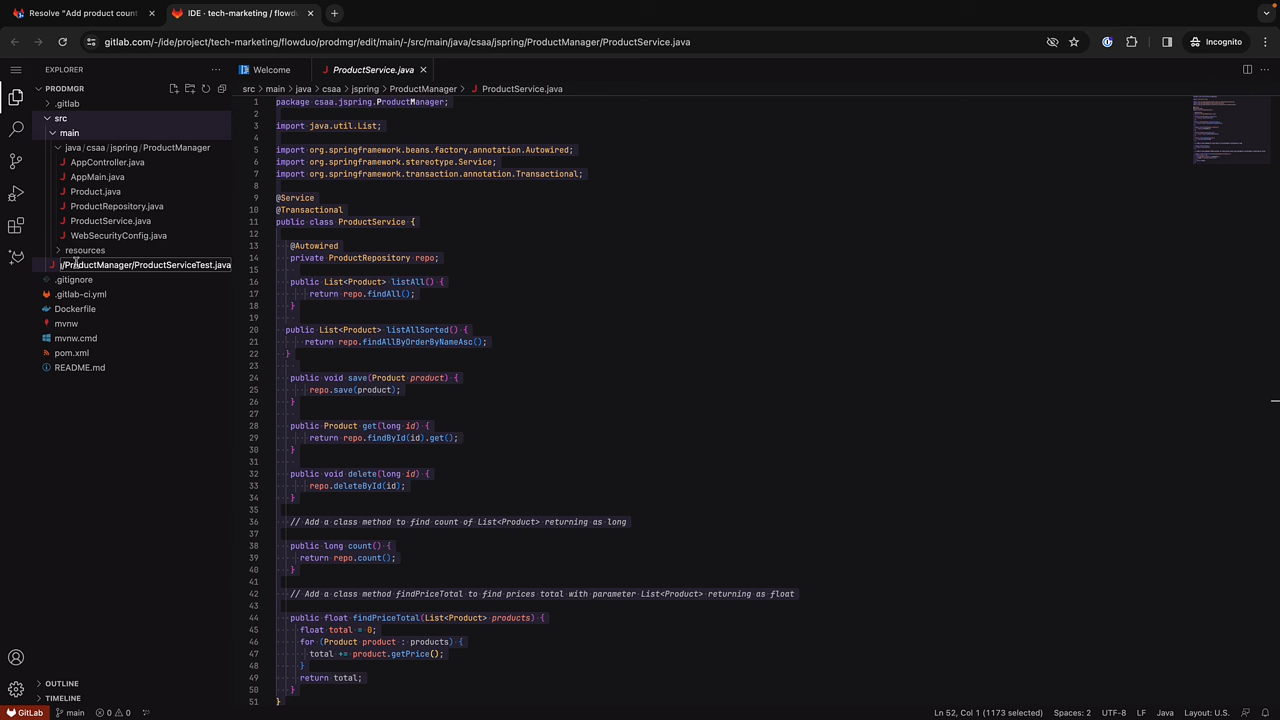 Resolve "Add product count
IDE · tech-marketing / flowdu
gitlab.com/-/ide/project/tech-marketing/flowduo/prodmgr/edit/main/-/src/main/java/csaa/jspring/ProductManager/ProductService.java
Incognito
EXPLORER
Welcome
ProductService.java
PRODMGR
src > main > java > csaa > jspring > ProductManager > ProductService.java
.gitlab
src
main
java / csaa / jspring / ProductManager
AppController.java
AppMain.java
Product.java
ProductRepository.java
ProductService.java
WebSecurityConfig.java
resources
/ProductManager/ProductServiceTest.java
.gitignore
.gitlab-ci.yml
Dockerfile
mvnw
mvnw.cmd
pom.xml
README.md
OUTLINE
TIMELINE
1 package csaa.jspring.ProductManager;
2
3 import java.util.List;
4
5 import org.springframework.beans.factory.annotation.Autowired;
6 import org.springframework.stereotype.Service;
7 import org.springframework.transaction.annotation.Transactional;
8
9 @Service
10 @Transactional
11 public class ProductService {
12
13 @Autowired
14 private ProductRepository repo;
15
16 public List<Product> listAll() {
17 return repo.findAll();
18 }
19
20 public List<Product> listAllSorted() {
21 return repo.findAllByOrderByNameAsc();
22 }
23
24 public void save(Product product) {
25 repo.save(product);
26 }
27
28 public Product get(long id) {
29 return repo.findById(id).get();
30 }
31
32 public void delete(long id) {
33 repo.deleteById(id);
34 }
35
36 // Add a class method to find count of List<Product> returning as long
37
38 public long count() {
39 return repo.count();
40 }
41
42 // Add a class method findPriceTotal to find prices total with parameter List<Product> returning as float
43
44 public float findPriceTotal(List<Product> products) {
45 float total = 0;
46 for (Product product : products) {
47 total += product.getPrice();
48 }
49 return total;
50 }
51 }
GitLab
main
0 0
Ln 52, Col 1 (1173 selected)
Spaces: 2
UTF-8
LF
Java
Layout: U.S.